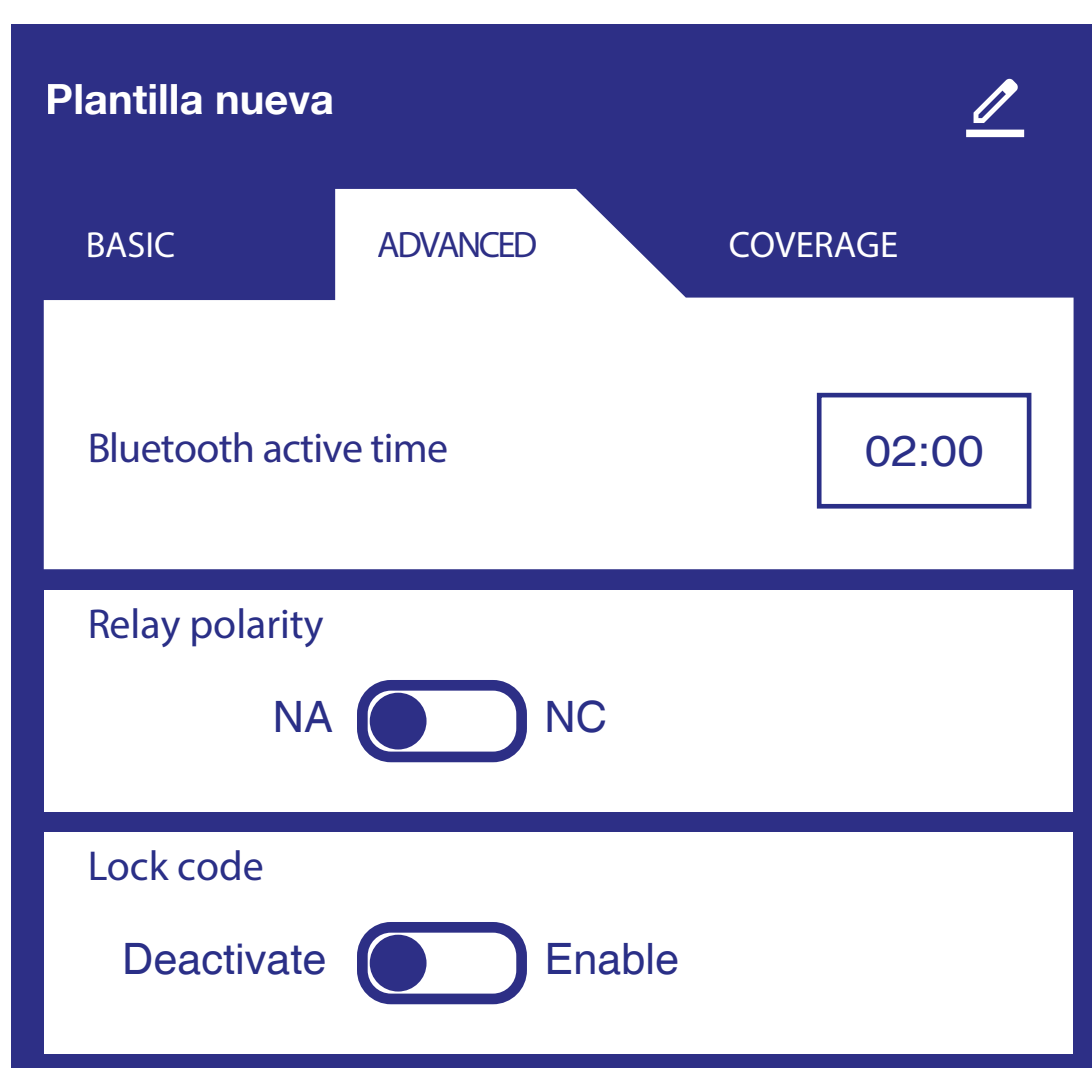 Plantilla nueva
BASIC ADVANCED COVERAGE
Bluetooth active time 02:00
Relay polarity
NA NC
Lock code
Deactivate Enable